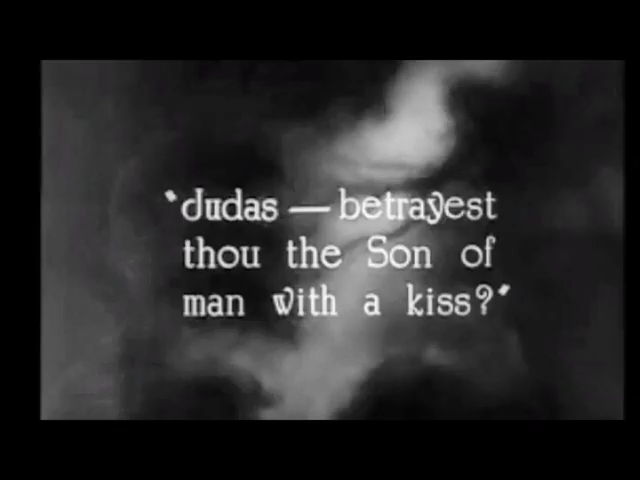 "Judas — betrayest
thou the Son of
man with a kiss?"